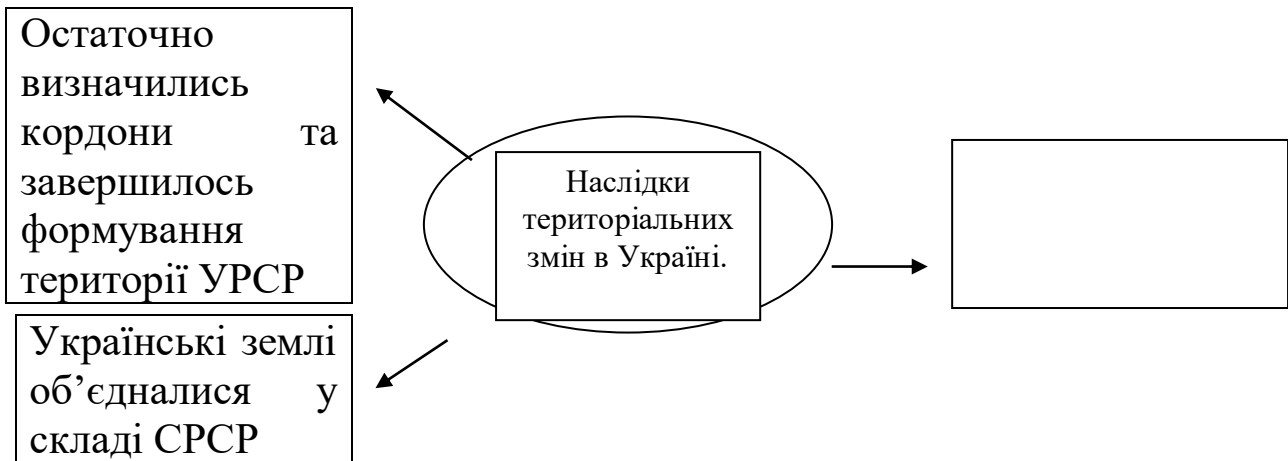 Остаточно
визначились
кордони та
завершилось
формування
території УРСР
Українські землі
об’єдналися у
складі СРСР
Наслідки
територіальних
змін в Україні.